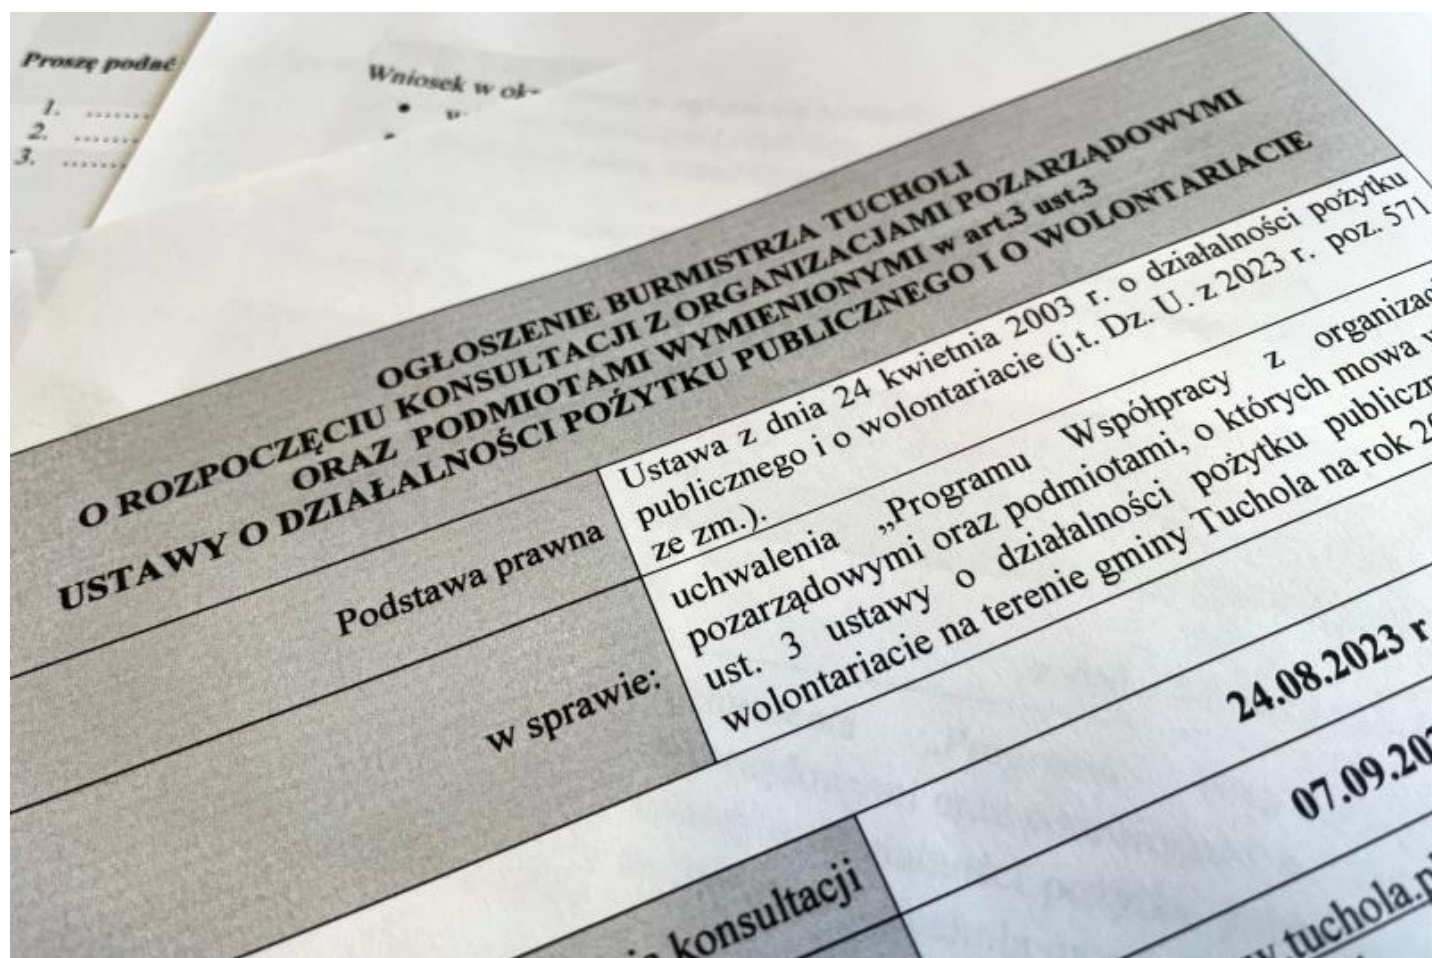 Proszę podać
1. ........
2. ........
3. ........
Wniosek w
OGŁOSZENIE BURMISTRZA TUCHOLI
O ROZPOCZĘCIU KONSULTACJI Z ORGANIZACJAMI POZARZĄDOWYMI
ORAZ PODMIOTAMI WYMIENIONYMI w art.3 ust.3
USTAWY O DZIAŁALNOŚCI POŻYTKU PUBLICZNEGO I O WOLONTARIACIE
Podstawa prawna
Ustawa z dnia 24 kwietnia 2003 r. o działalności pożytku
publicznego i o wolontariacie (j.t. Dz. U. z 2023 r. poz. 571
ze zm.).
w sprawie:
uchwalenia „Programu Współpracy z organizac
pozarządowymi oraz podmiotami, o których mowa w
ust. 3 ustawy o działalności pożytku publiczn
wolontariacie na terenie gminy Tuchola na rok 20
24.08.2023 r
07.09.202
konsultacji
.tuchola.p